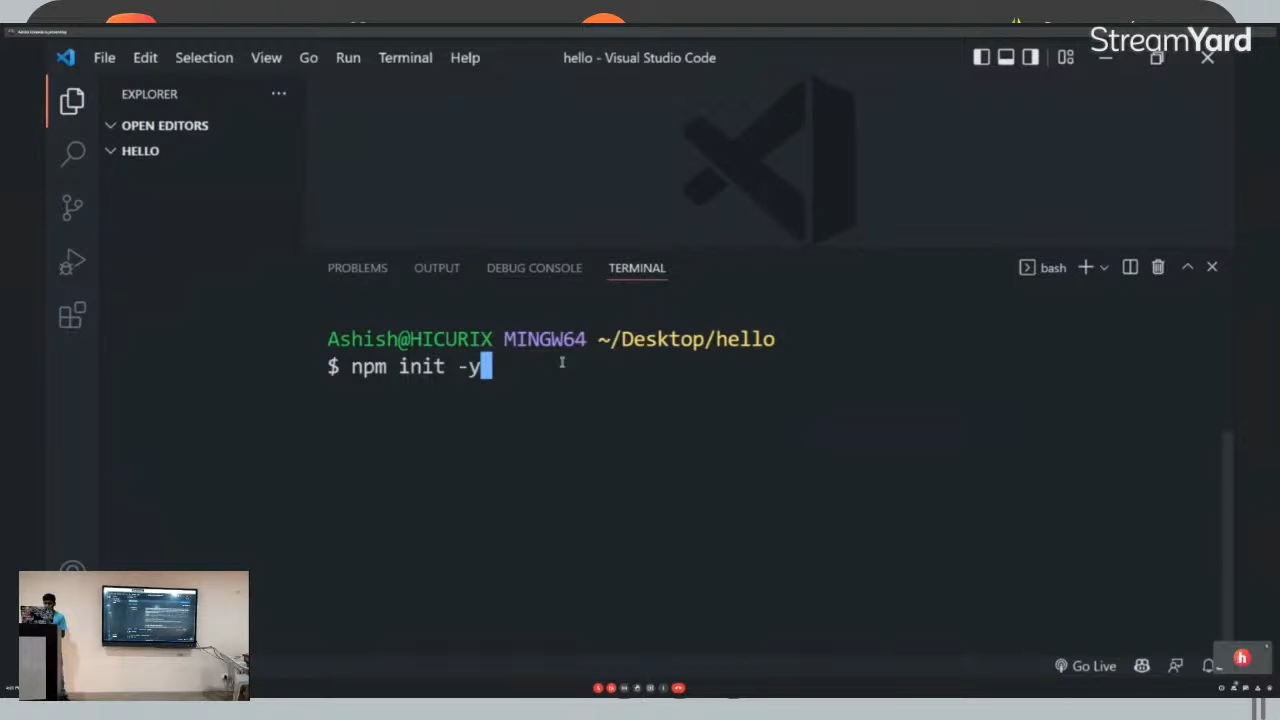 StreamYard
File Edit Selection View Go Run Terminal Help
hello - Visual Studio Code
EXPLORER
OPEN EDITORS
HELLO
PROBLEMS OUTPUT DEBUG CONSOLE TERMINAL
bash
Ashish@HICURIX MINGW64 ~/Desktop/hello
$ npm init -y
Go Live
h